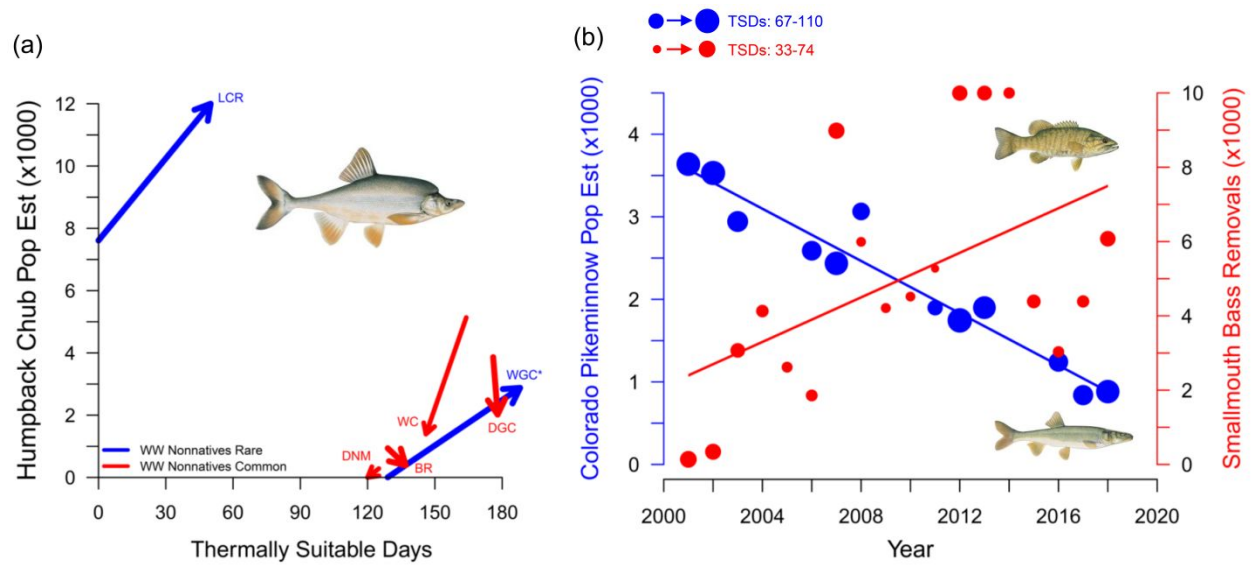 (a)
Humpback Chub Pop Est (x1000)
12
10
8
6
4
2
0
LCR
WGC*
WC
DGC
DNM
BR
WW Nonnatives Rare
WW Nonnatives Common
0 30 60 90 120 150 180
Thermally Suitable Days
(b)
TSDs: 67-110
TSDs: 33-74
Colorado Pikeminnow Pop Est (x1000)
4
3
2
1
0
10
8
6
4
2
0
Smallmouth Bass Removals (x1000)
2000 2004 2008 2012 2016 2020
Year